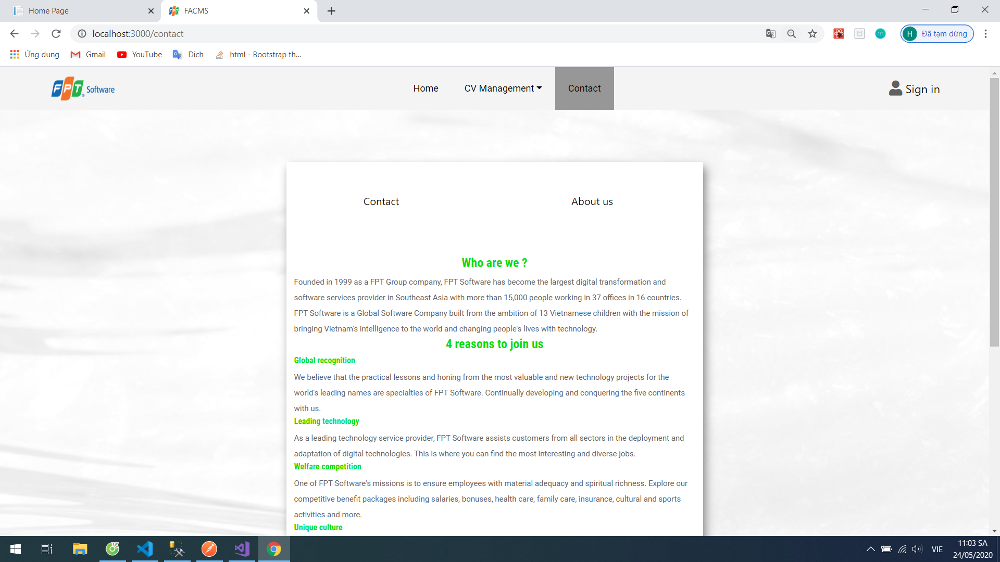 Home Page
FACMS
localhost:3000/contact
H Đã tạm dừng
Ứng dụng
Gmail
YouTube
Dịch
html - Bootstrap th...
FPT Software
Home
CV Management
Contact
Sign in
Contact
About us
Who are we ?
Founded in 1999 as a FPT Group company, FPT Software has become the largest digital transformation and
software services provider in Southeast Asia with more than 15,000 people working in 37 offices in 16 countries.
FPT Software is a Global Software Company built from the ambition of 13 Vietnamese children with the mission of
bringing Vietnam's intelligence to the world and changing people's lives with technology.
4 reasons to join us
Global recognition
We believe that the practical lessons and honing from the most valuable and new technology projects for the
world's leading names are specialties of FPT Software. Continually developing and conquering the five continents
with us.
Leading technology
As a leading technology service provider, FPT Software assists customers from all sectors in the deployment and
adaptation of digital technologies. This is where you can find the most interesting and diverse jobs.
Welfare competition
One of FPT Software's missions is to ensure employees with material adequacy and spiritual richness. Explore our
competitive benefit packages including salaries, bonuses, health care, family care, insurance, cultural and sports
activities and more.
Unique culture
VIE
11:03 SA
24/05/2020